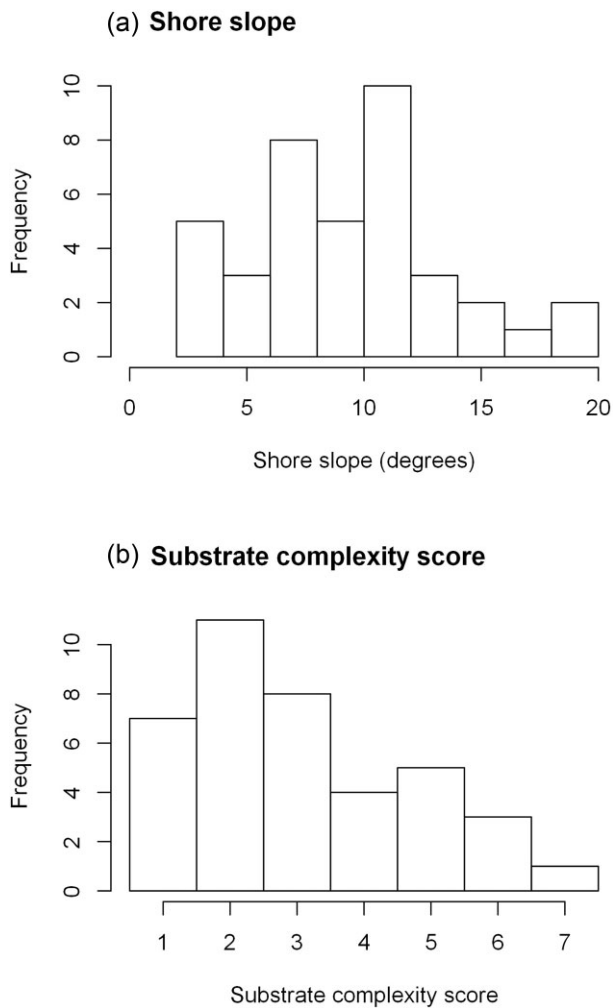 (a) Shore slope
Frequency
10
8
6
4
2
0
0 5 10 15 20
Shore slope (degrees)
(b) Substrate complexity score
Frequency
10
8
6
4
2
0
1 2 3 4 5 6 7
Substrate complexity score